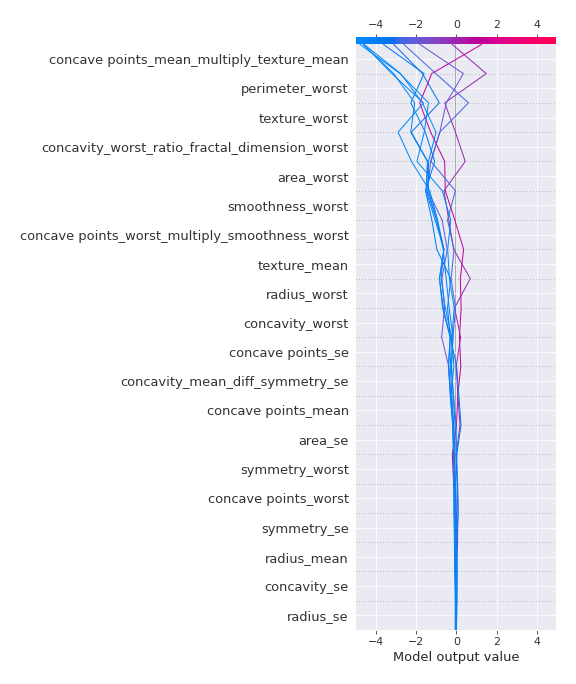 −4 −2 0 2 4
concave points_mean_multiply_texture_mean
perimeter_worst
texture_worst
concavity_worst_ratio_fractal_dimension_worst
area_worst
smoothness_worst
concave points_worst_multiply_smoothness_worst
texture_mean
radius_worst
concavity_worst
concave points_se
concavity_mean_diff_symmetry_se
concave points_mean
area_se
symmetry_worst
concave points_worst
symmetry_se
radius_mean
concavity_se
radius_se
−4 −2 0 2 4
Model output value